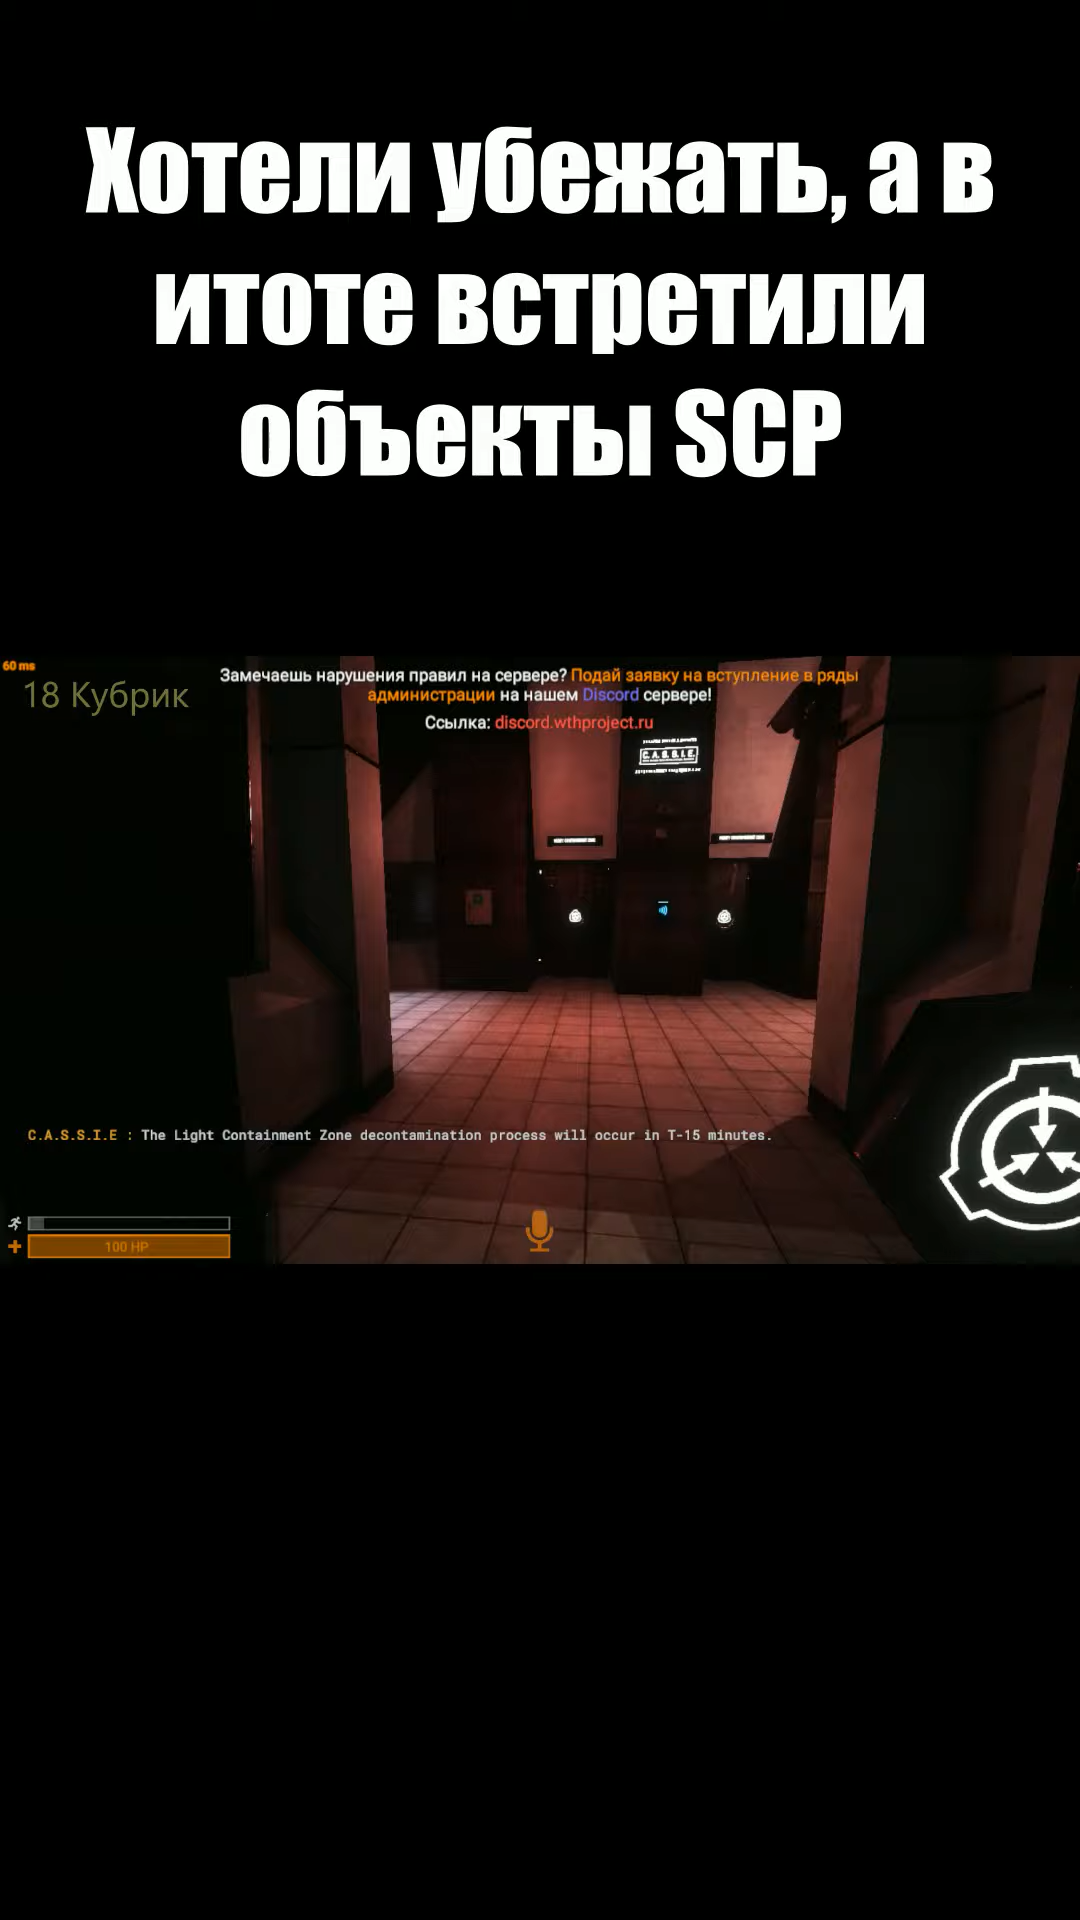 Хотели убежать, а в
итоте встретили
объекты SCP
60 ms
18 Кубрик
Замечаешь нарушения правил на сервере? Подай заявку на вступление в ряды
администрации на нашем Discord сервере!
Ссылка: discord.wthproject.ru
C.A.S.S.I.E.
C.A.S.S.I.E : The Light Containment Zone decontamination process will occur in T-15 minutes.
100 HP